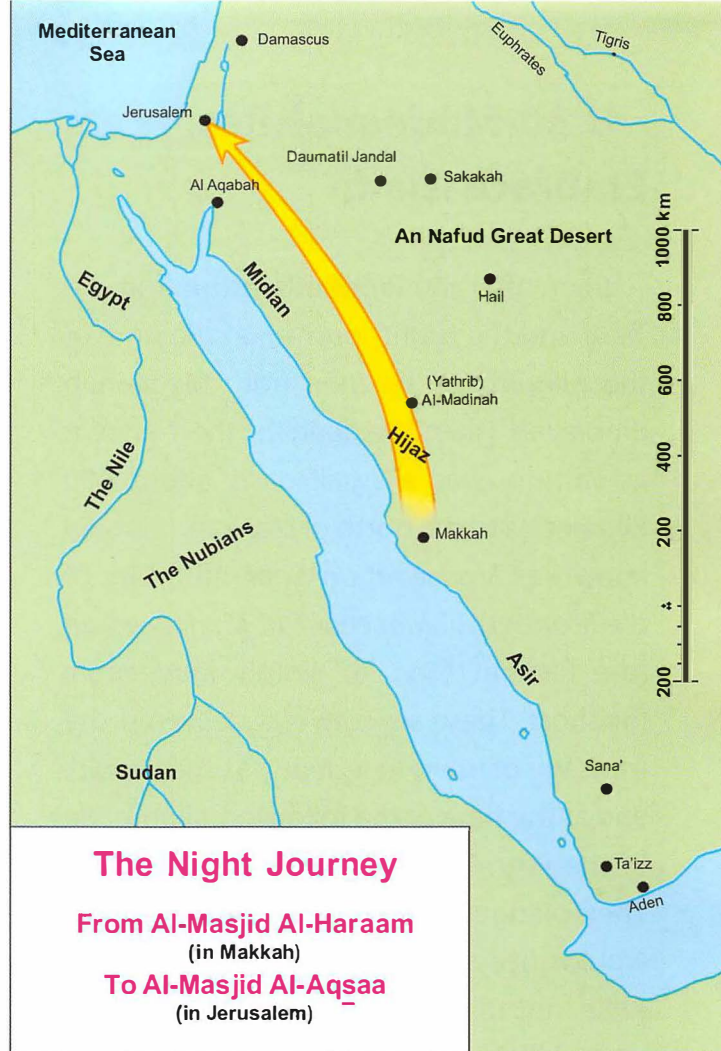 Mediterranean
Sea
Damascus
Euphrates
Tigris
Jerusalem
Daumatil Jandal
Sakakah
Al Aqabah
An Nafud Great Desert
Hail
Midian
Egypt
(Yathrib)
Al-Madinah
Hijaz
The Nile
Makkah
The Nubians
Asir
1000 km
800
600
400
200
200
Sudan
Sana'
Ta'izz
Aden
The Night Journey
From Al-Masjid Al-Haraam
(in Makkah)
To Al-Masjid Al-Aqsaa
(in Jerusalem)